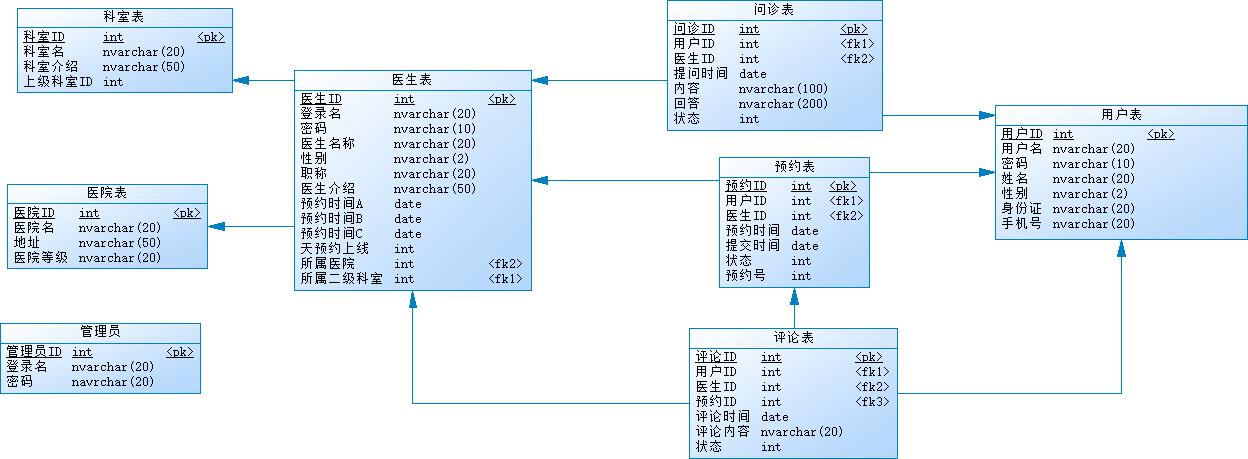 科室表
科室ID int <pk>
科室名 nvarchar(20)
科室介绍 nvarchar(50)
上级科室ID int
医院表
医院ID int <pk>
医院名 nvarchar(20)
地址 navrchar(50)
医院等级 nvarchar(20)
管理员
管理员ID int <pk>
登录名 nvarchar(20)
密码 navrchar(20)
医生表
医生ID int <pk>
登录名 nvarchar(20)
密码 nvarchar(10)
医生名称 nvarchar(20)
性别 nvarchar(2)
职称 nvarchar(20)
医生介绍 nvarchar(50)
预约时间A date
预约时间B date
预约时间C date
天预约上线 int
所属医院 int <fk2>
所属二级科室 int <fk1>
问诊表
问诊ID int <pk>
用户ID int <fk1>
医生ID int <fk2>
提问时间 date
内容 nvarchar(100)
回答 nvarchar(200)
状态 int
预约表
预约ID int <pk>
用户ID int <fk1>
医生ID int <fk2>
预约时间 date
提交时间 date
状态 int
预约号 int
评论表
评论ID int <pk>
用户ID int <fk1>
医生ID int <fk2>
预约ID int <fk3>
评论时间 date
评论内容 nvarchar(20)
状态 int
用户表
用户ID int <pk>
用户名 nvarchar(20)
密码 nvarchar(10)
姓名 nvarchar(20)
性别 nvarchar(2)
身份证 nvarchar(20)
手机号 nvarchar(20)